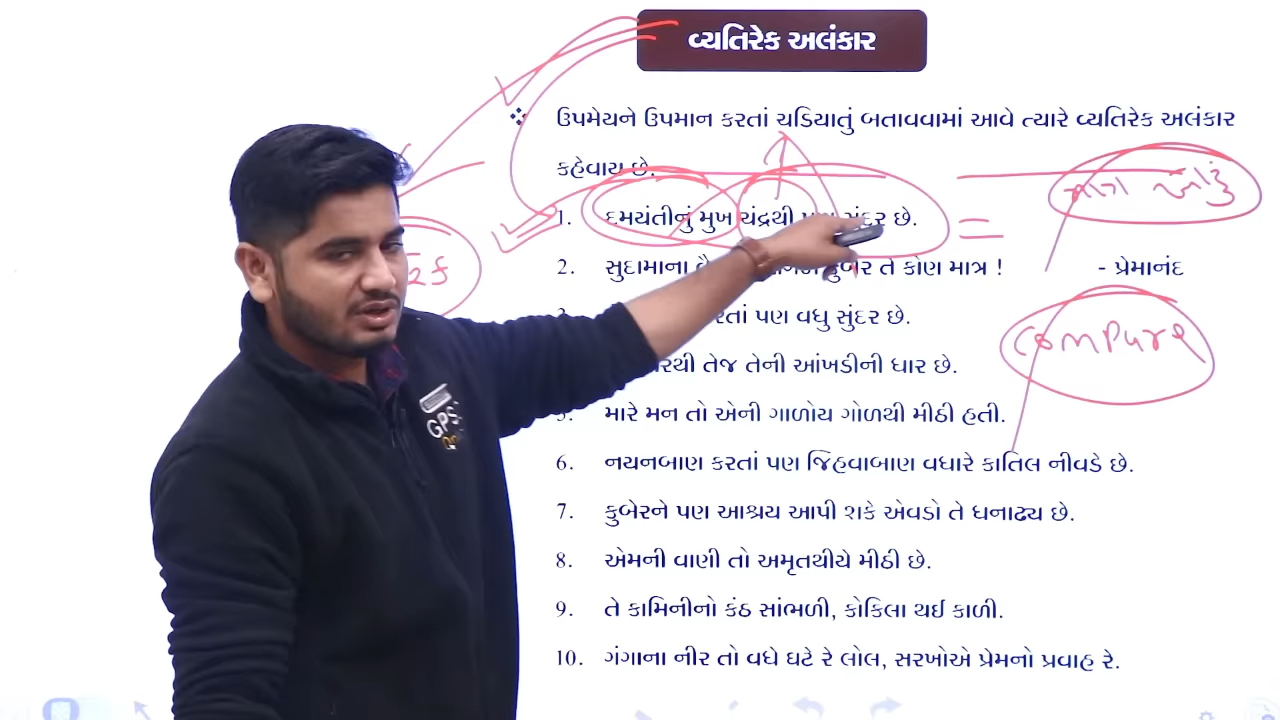 વ્યતિરેક અલંકાર
ઉપમેયને ઉપમાન કરતાં ચડિયાતું બતાવવામાં આવે ત્યારે વ્યતિરેક અલંકાર
કહેવાય છે.
1. દમયંતીનું મુખ ચંદ્રથી સુંદર છે.
2. સુદામાના કુબેર તે કોણ માત્ર ! - પ્રેમાનંદ
પણ વધુ સુંદર છે.
તેજ તેની આંખડીની ધાર છે.
મારે મન તો એની ગાળોય ગોળથી મીઠી હતી.
6. નયનબાણ કરતાં પણ જિહવાબાણ વધારે કાતિલ નીવડે છે.
7. કુબેરને પણ આશ્રય આપી શકે એવડો તે ધનાઢ્ય છે.
8. એમની વાણી તો અમૃતથીયે મીઠી છે.
9. તે કામિનીનો કંઠ સાંભળી, કોકિલા થઈ કાળી.
10. ગંગાના નીર તો વધે ઘટે રે લોલ, સરખોએ પ્રેમનો પ્રવાહ રે.